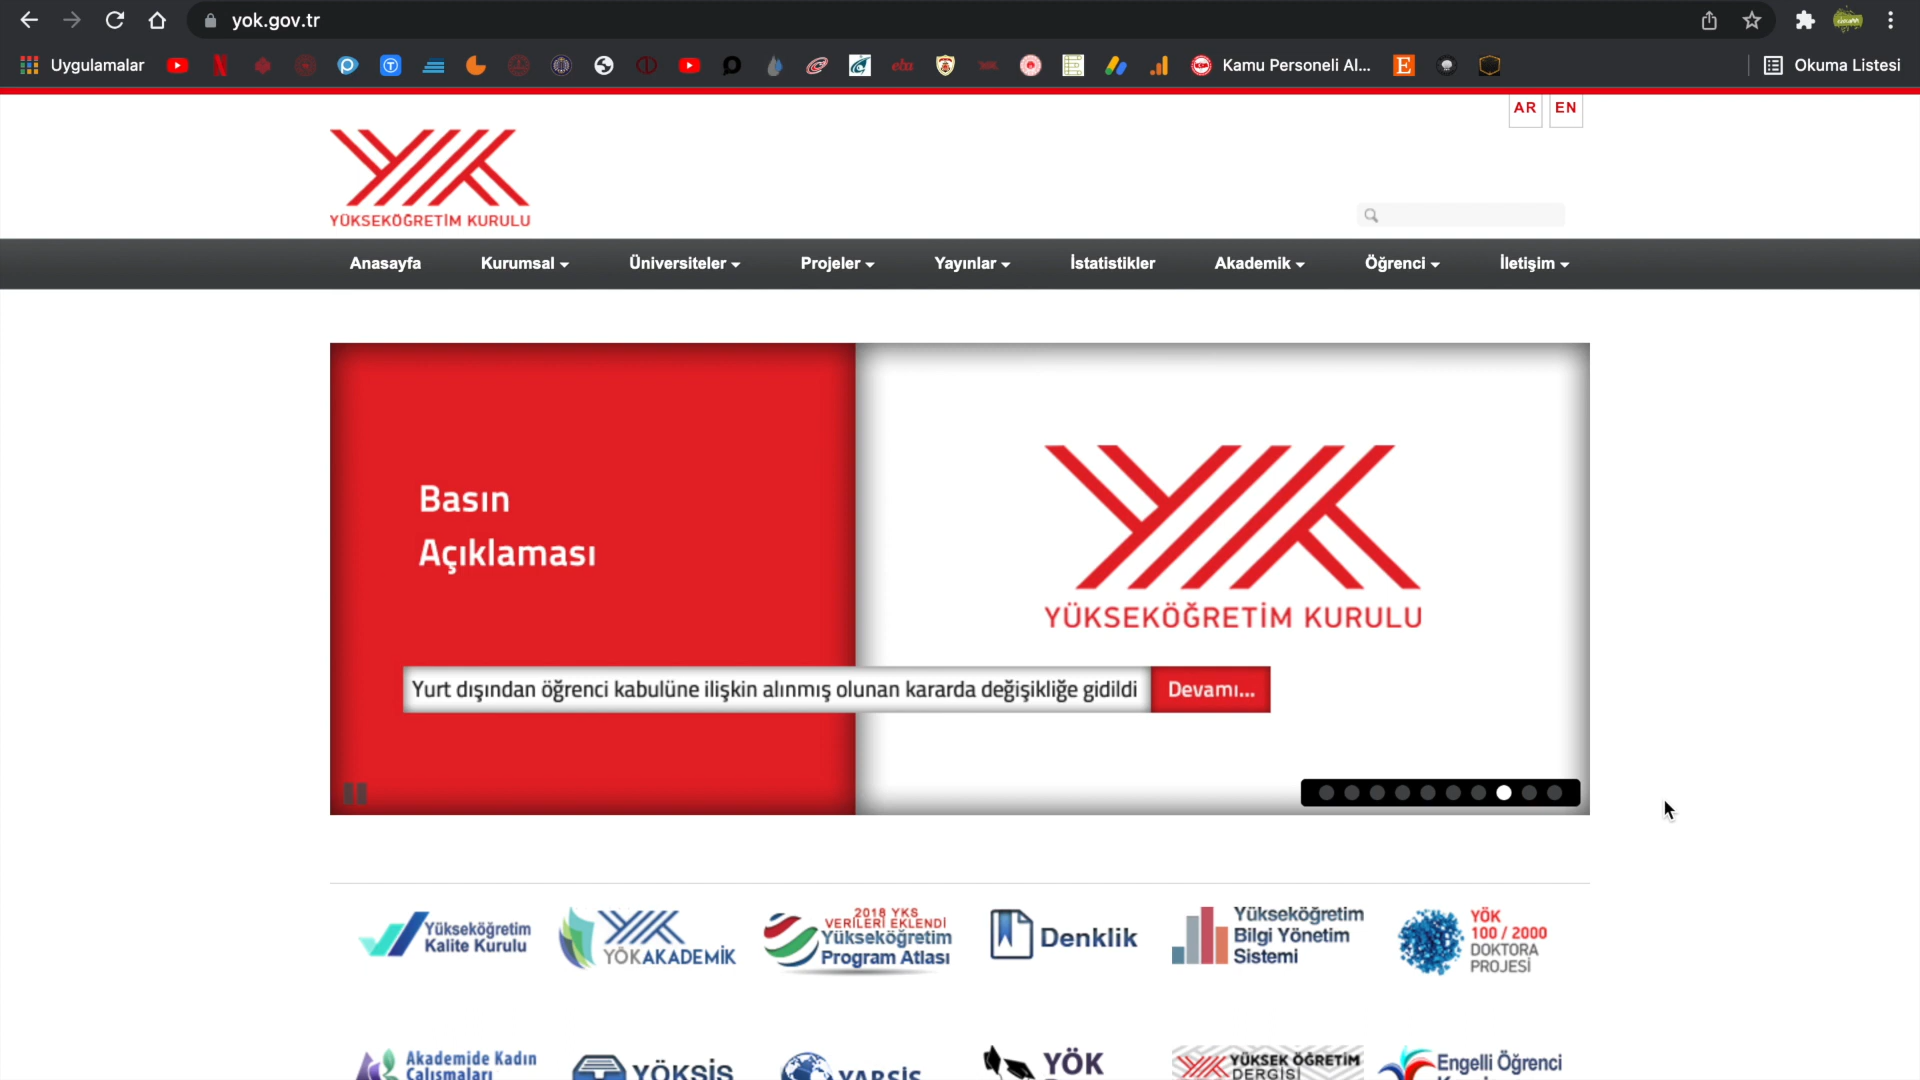 yok.gov.tr
Uygulamalar
Kamu Personeli Al...
Okuma Listesi
AR EN
YÜKSEKÖĞRETİM KURULU
Anasayfa Kurumsal Üniversiteler Projeler Yayınlar İstatistikler Akademik Öğrenci İletişim
Basın
Açıklaması
YÜKSEKÖĞRETİM KURULU
Yurt dışından öğrenci kabulüne ilişkin alınmış olunan kararda değişikliğe gidildi Devamı...
Yükseköğretim
Kalite Kurulu
YÖKAKADEMİK
2018 YKS
VERİLERİ EKLENDİ
Yükseköğretim
Program Atlası
Denklik
Yükseköğretim
Bilgi Yönetim
Sistemi
YÖK
100 / 2000
DOKTORA
PROJESİ
Akademide Kadın
Çalışmaları
YÖKSİS
YABSİS
YÖK
YÜKSEK ÖĞRETİM
DERGİSİ
Engelli Öğrenci